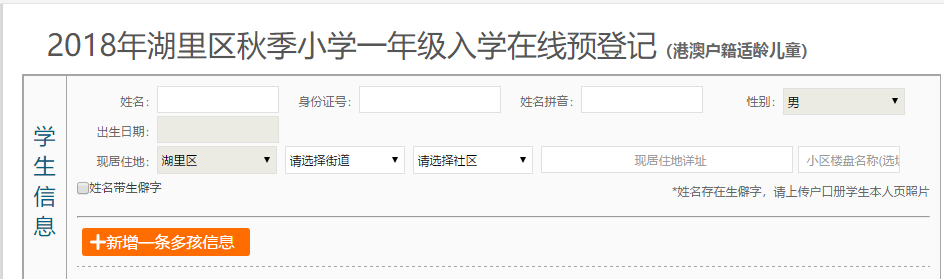 2018年湖里区秋季小学一年级入学在线预登记（港澳户籍适龄儿童）
学生信息
姓名： 身份证号： 姓名拼音： 性别： 男
出生日期：
现居住地： 湖里区 请选择街道 请选择社区 现居住地详址 小区楼盘名称(选填
姓名带生僻字 *姓名存在生僻字，请上传户口册学生本人页照片
新增一条多孩信息